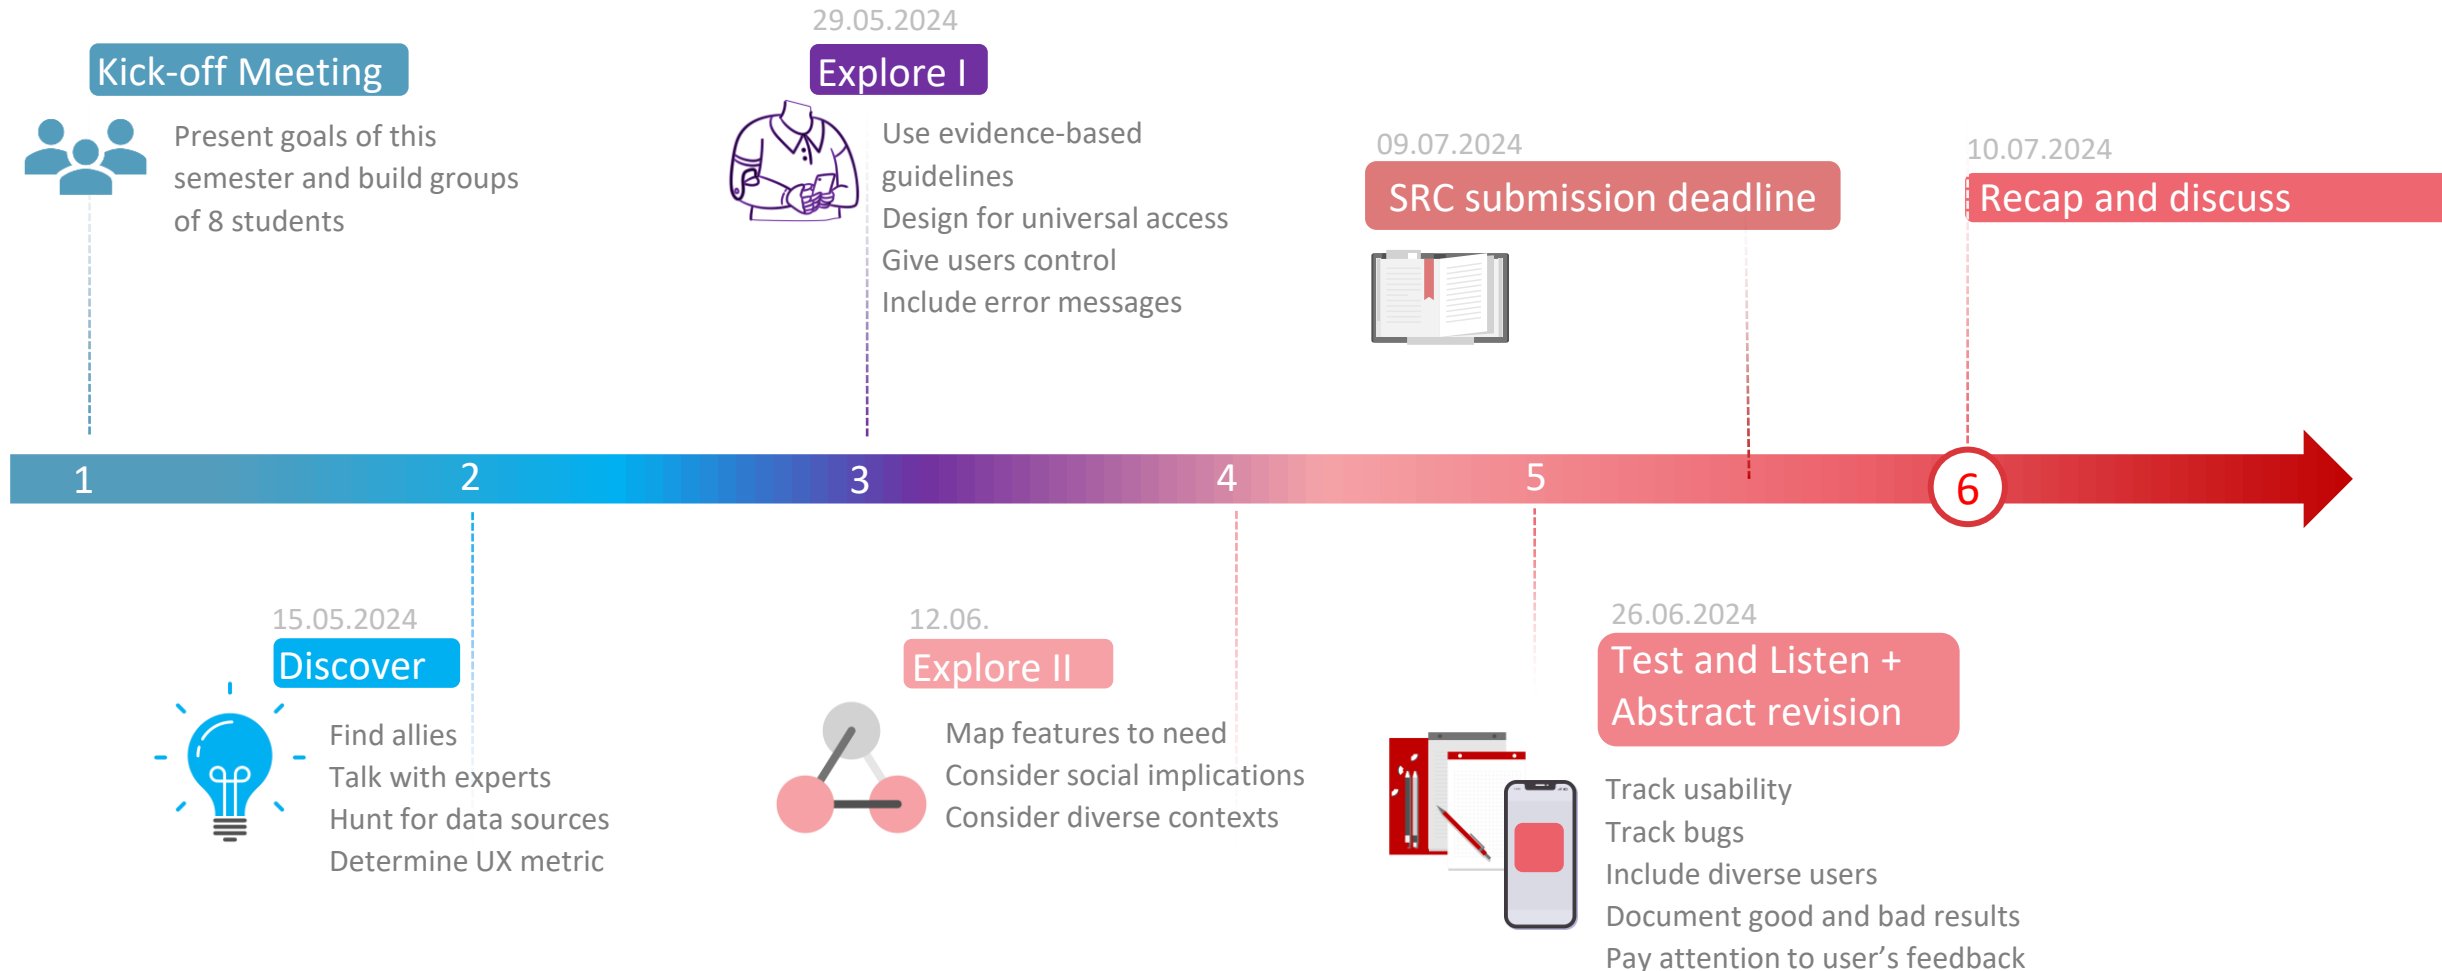 Kick-off Meeting
Present goals of this
semester and build groups
of 8 students
29.05.2024
Explore I
Use evidence-based
guidelines
Design for universal access
Give users control
Include error messages
09.07.2024
SRC submission deadline
10.07.2024
Recap and discuss
1
2
3
4
5
6
15.05.2024
Discover
Find allies
Talk with experts
Hunt for data sources
Determine UX metric
12.06.
Explore II
Map features to need
Consider social implications
Consider diverse contexts
26.06.2024
Test and Listen +
Abstract revision
Track usability
Track bugs
Include diverse users
Document good and bad results
Pay attention to user’s feedback